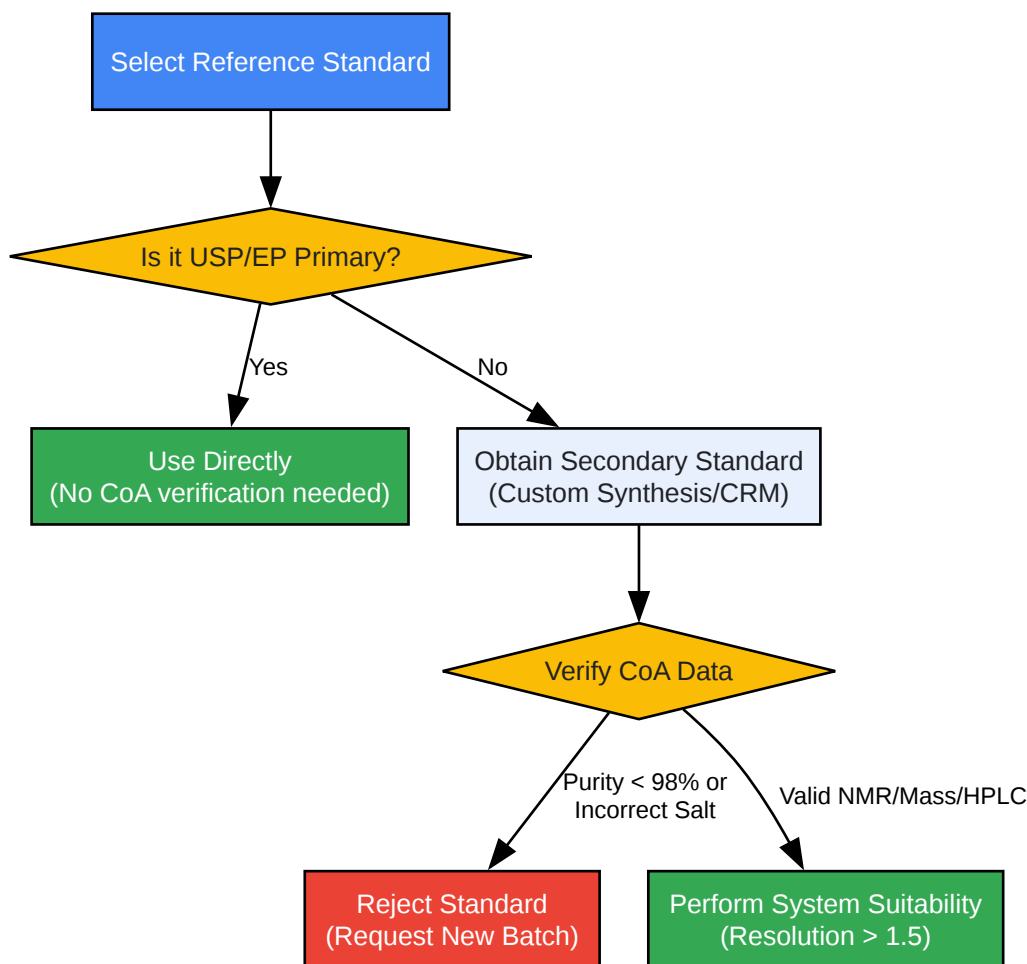 Select Reference Standard
Is it USP/EP Primary?
Yes
No
Use Directly
(No CoA verification needed)
Obtain Secondary Standard
(Custom Synthesis/CRM)
Verify CoA Data
Purity < 98% or
Incorrect Salt
Valid NMR/Mass/HPLC
Reject Standard
(Request New Batch)
Perform System Suitability
(Resolution > 1.5)